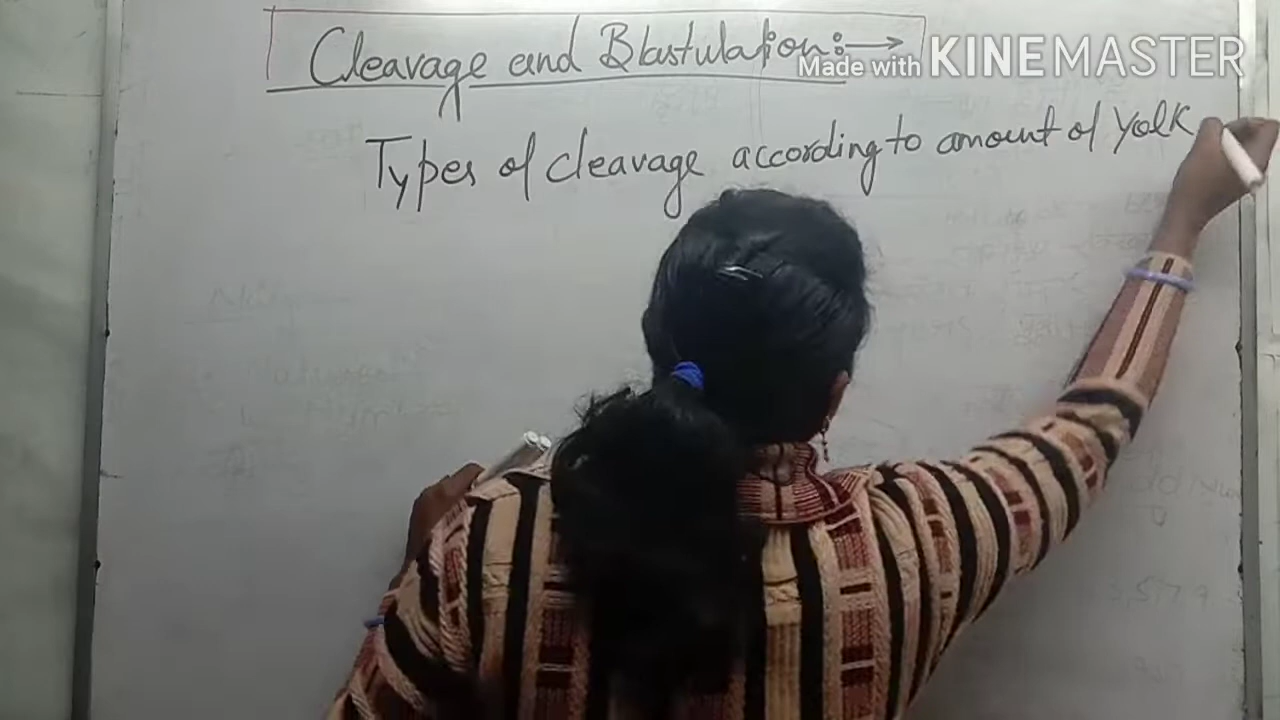 Cleavage and Blastulation:→
Made with KINEMASTER
Types of cleavage according to amount of Yolk